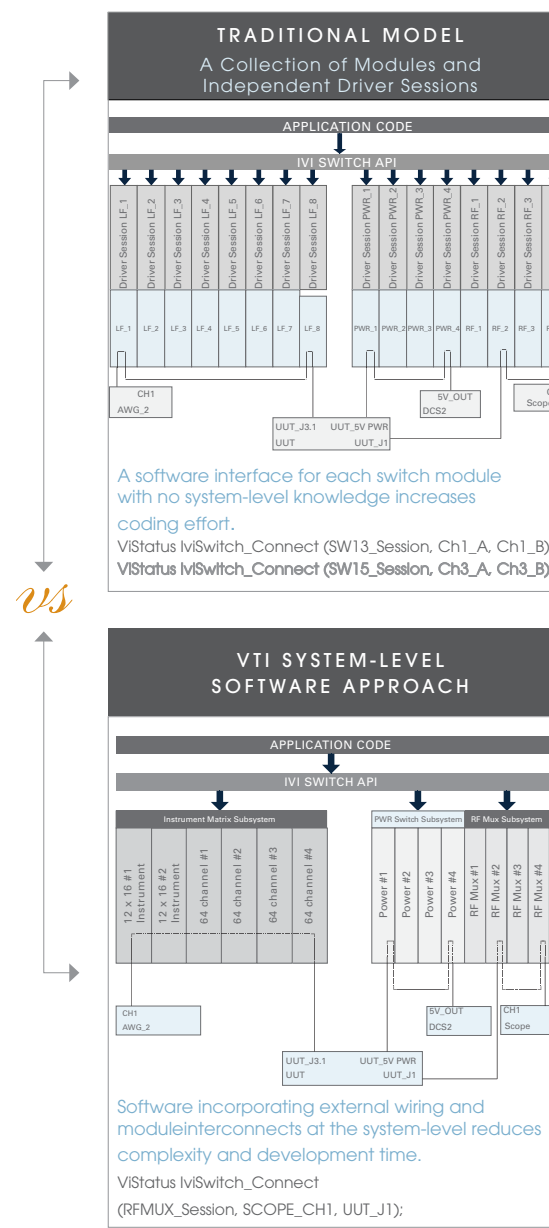 TRADITIONAL MODEL
A Collection of Modules and
Independent Driver Sessions
APPLICATION CODE
IVI SWITCH API
Driver Session LF_1
Driver Session LF_2
Driver Session LF_3
Driver Session LF_4
Driver Session LF_5
Driver Session LF_6
Driver Session LF_7
Driver Session LF_8
Driver Session PWR_1
Driver Session PWR_2
Driver Session PWR_3
Driver Session PWR_4
Driver Session RF_1
Driver Session RF_2
Driver Session RF_3
LF_1
LF_2
LF_3
LF_4
LF_5
LF_6
LF_7
LF_8
PWR_1
PWR_2
PWR_3
PWR_4
RF_1
RF_2
RF_3
CH1
AWG_2
5V_OUT
DCS2
Scope
UUT_J3.1 UUT_5V PWR
UUT UUT_J1
A software interface for each switch module
with no system-level knowledge increases
coding effort.
ViStatus IviSwitch_Connect (SW13_Session, Ch1_A, Ch1_B)
ViStatus IviSwitch_Connect (SW15_Session, Ch3_A, Ch3_B)
vs
VTI SYSTEM-LEVEL
SOFTWARE APPROACH
APPLICATION CODE
IVI SWITCH API
Instrument Matrix Subsystem
PWR Switch Subsystem
RF Mux Subsystem
12 x 16 #1
Instrument
12 x 16 #2
Instrument
64 channel #1
64 channel #2
64 channel #3
64 channel #4
Power #1
Power #2
Power #3
Power #4
RF Mux #1
RF Mux #2
RF Mux #3
RF Mux #4
CH1
AWG_2
5V_OUT
DCS2
CH1
Scope
UUT_J3.1 UUT_5V PWR
UUT UUT_J1
Software incorporating external wiring and
moduleinterconnects at the system-level reduces
complexity and development time.
ViStatus IviSwitch_Connect
(RFMUX_Session, SCOPE_CH1, UUT_J1);